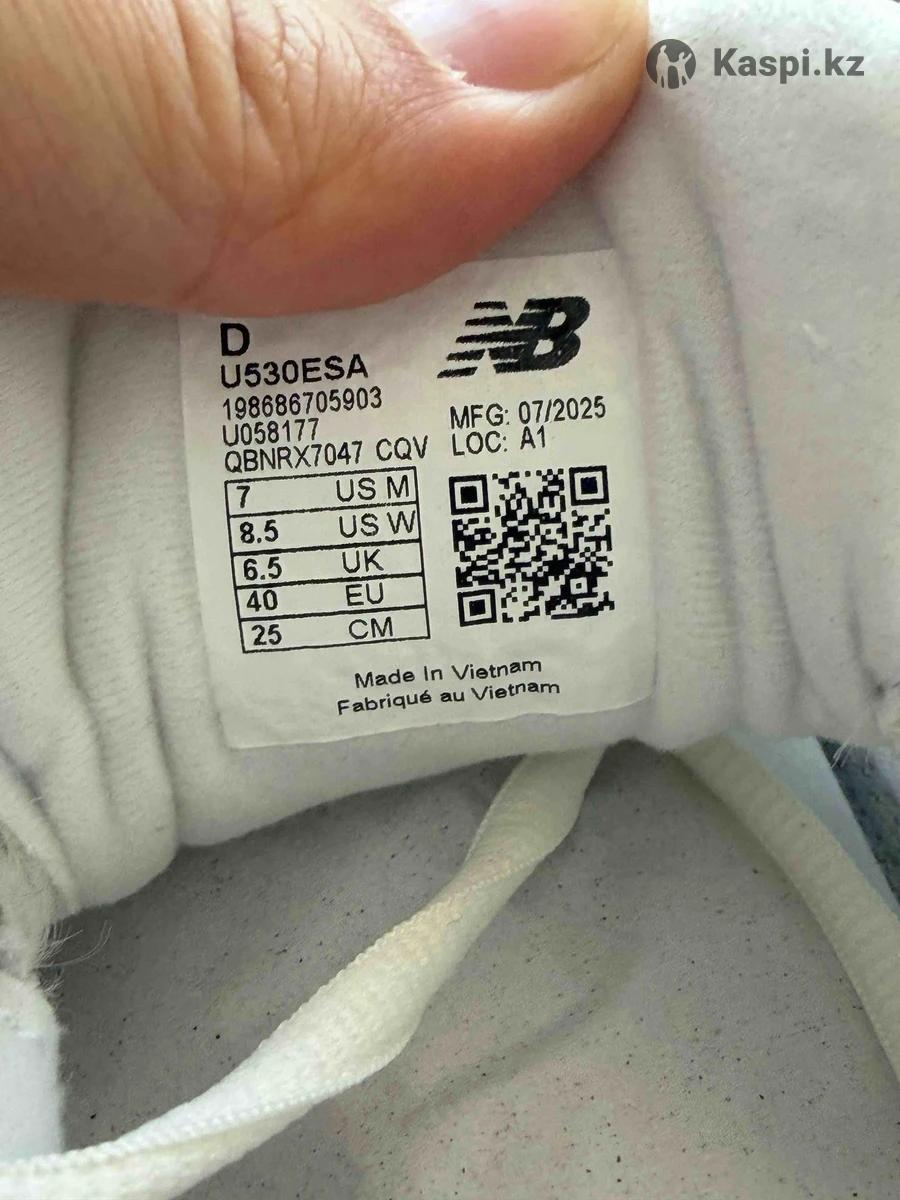 Kaspi.kz
D
NB
U530ESA
198686705903
U058177
QBNRX7047 CQV
MFG: 07/2025
LOC: A1
7 US M
8.5 US W
6.5 UK
40 EU
25 CM
Made In Vietnam
Fabriqué au Vietnam